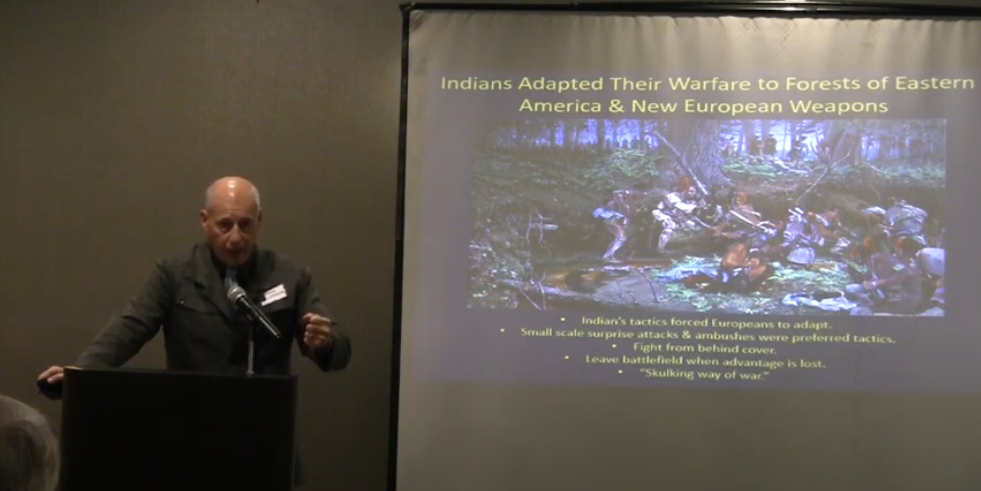 Indians Adapted Their Warfare to Forests of Eastern
America & New European Weapons
• Indian's tactics forced Europeans to adapt.
• Small scale surprise attacks & ambushes were preferred tactics.
• Fight from behind cover.
• Leave battlefield when advantage is lost.
• "Skulking way of war."